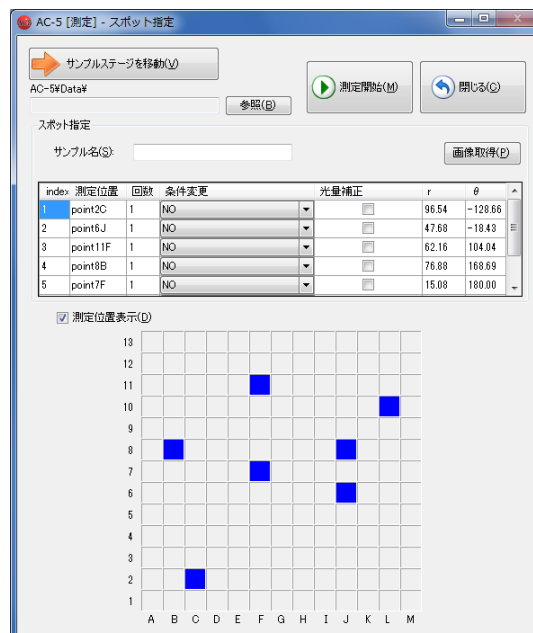 AC-5 [測定] - スポット指定
サンプルステージを移動(V)
AC-5¥Data¥
参照(B)
測定開始(M)
閉じる(C)
スポット指定
サンプル名(S):
画像取得(P)
index 測定位置 回数 条件変更 光量補正 r θ
1 point2C 1 NO 96.54 -128.66
2 point6J 1 NO 47.68 -18.43
3 point11F 1 NO 62.16 104.04
4 point8B 1 NO 76.88 168.69
5 point7F 1 NO 15.08 180.00
測定位置表示(D)
13
12
11
10
9
8
7
6
5
4
3
2
1
A B C D E F G H I J K L M